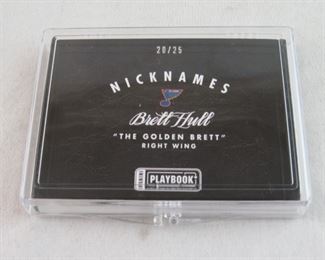 20/25
NICKNAMES
Brett Hull
"THE GOLDEN BRETT"
RIGHT WING
PLAYBOOK